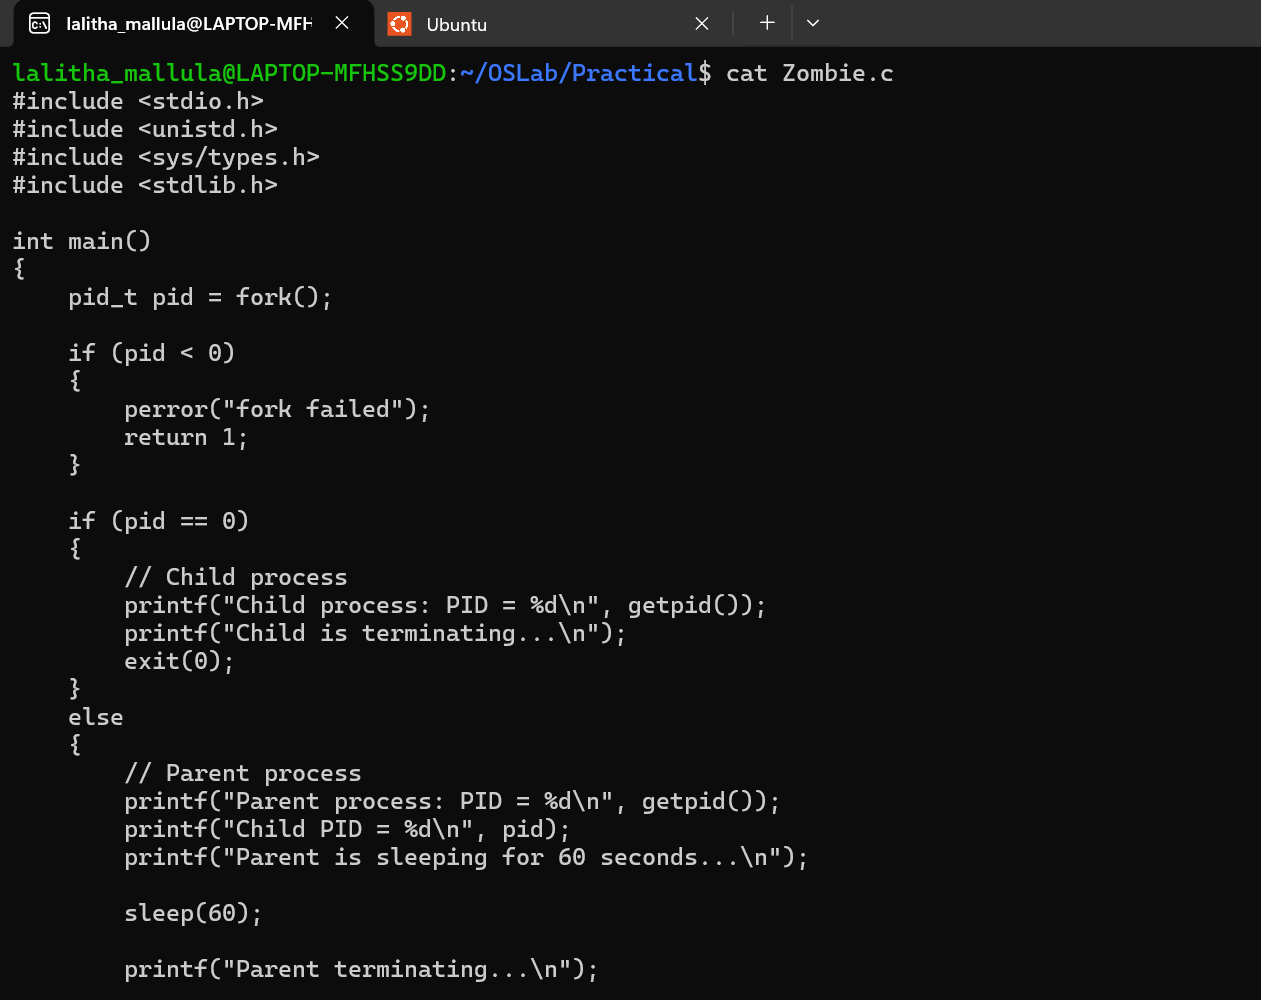 lalitha_mallula@LAPTOP-MFH
Ubuntu
lalitha_mallula@LAPTOP-MFHSS9DD:~/OSLab/Practical$ cat Zombie.c
#include <stdio.h>
#include <unistd.h>
#include <sys/types.h>
#include <stdlib.h>

int main()
{
    pid_t pid = fork();

    if (pid < 0)
    {
        perror("fork failed");
        return 1;
    }

    if (pid == 0)
    {
        // Child process
        printf("Child process: PID = %d\n", getpid());
        printf("Child is terminating...\n");
        exit(0);
    }
    else
    {
        // Parent process
        printf("Parent process: PID = %d\n", getpid());
        printf("Child PID = %d\n", pid);
        printf("Parent is sleeping for 60 seconds...\n");

        sleep(60);

        printf("Parent terminating...\n");